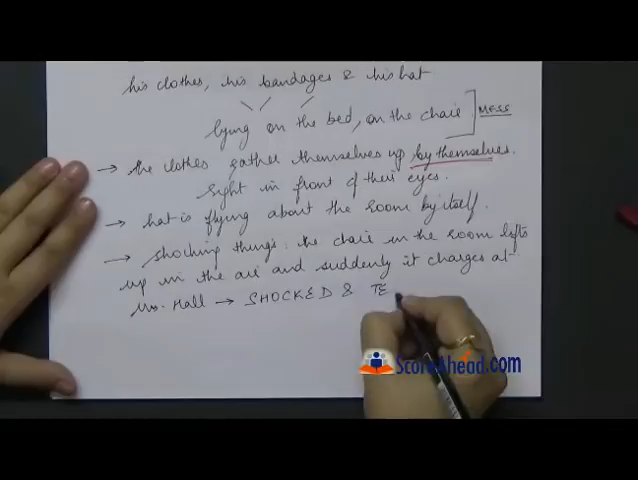 his clothes, his bandages & his hat
lying on the bed, on the chair] MESS
→ the clothes gather themselves up by themselves.
right in front of their eyes.
→ hat is flying about the room by itself.
→ shocking things: the chair in the room lifts
up in the air and suddenly it charges at
Mrs. Hall → SHOCKED & TE
ScoreAhead.com